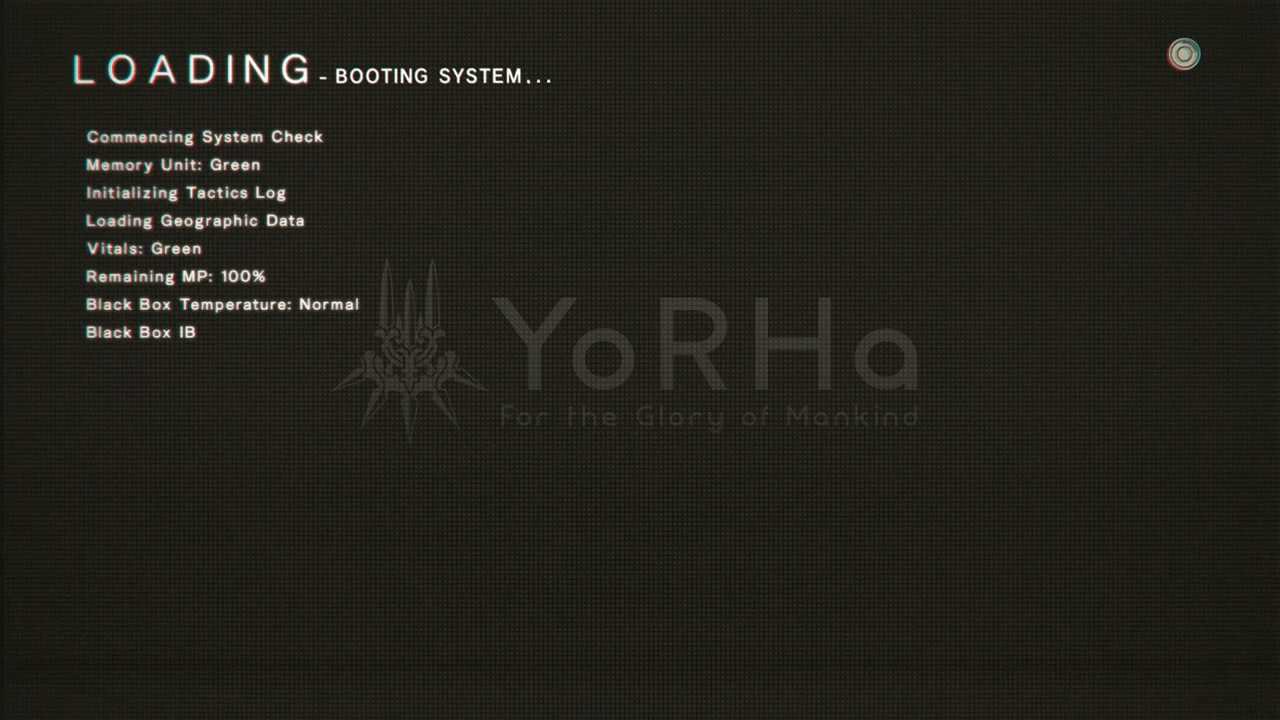 LOADING - BOOTING SYSTEM...
Commencing System Check
Memory Unit: Green
Initializing Tactics Log
Loading Geographic Data
Vitals: Green
Remaining MP: 100%
Black Box Temperature: Normal
Black Box IB
YoRHa
For the Glory of Mankind